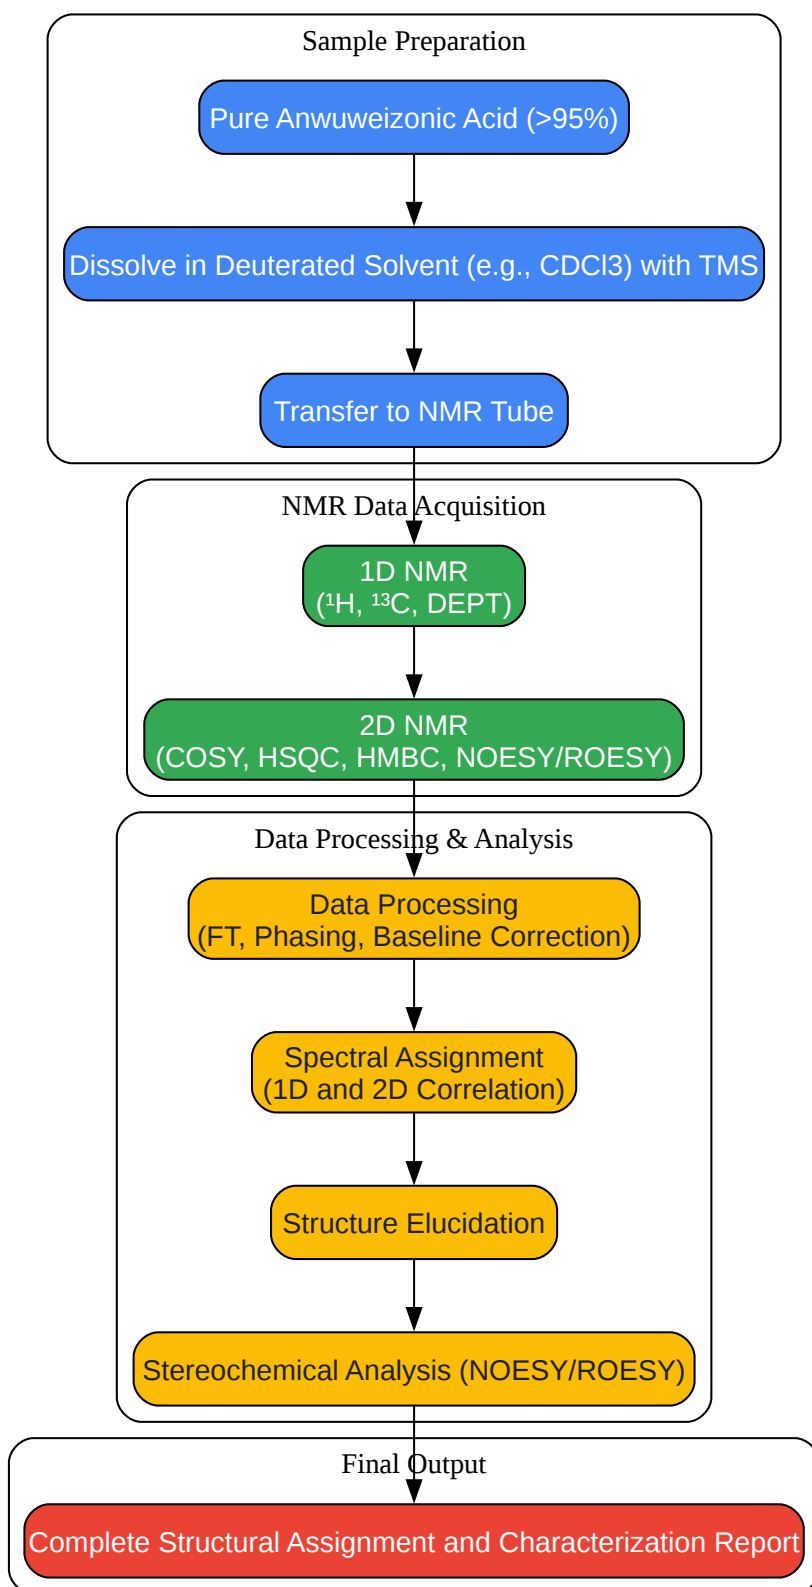 Sample Preparation
Pure Anwuweizonic Acid (>95%)
Dissolve in Deuterated Solvent (e.g., CDCl3) with TMS
Transfer to NMR Tube
NMR Data Acquisition
1D NMR
(¹H, ¹³C, DEPT)
2D NMR
(COSY, HSQC, HMBC, NOESY/ROESY)
Data Processing & Analysis
Data Processing
(FT, Phasing, Baseline Correction)
Spectral Assignment
(1D and 2D Correlation)
Structure Elucidation
Stereochemical Analysis (NOESY/ROESY)
Final Output
Complete Structural Assignment and Characterization Report